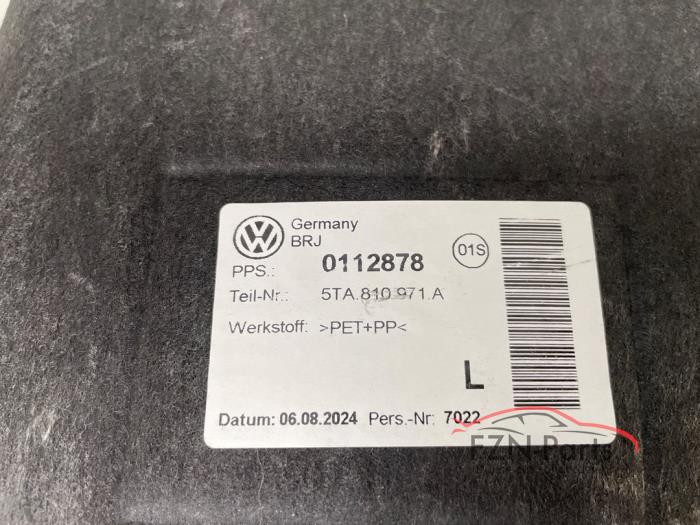 Germany
BRJ
01S
PPS.: 0112878
Teil-Nr.: 5TA.810.971.A
Werkstoff: >PET+PP<
L
Datum: 06.08.2024 Pers.-Nr: 7022
FZN-Parts